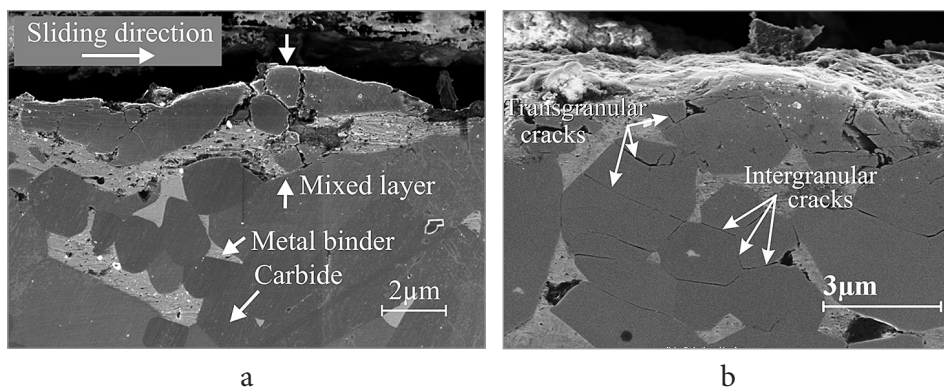 Sliding direction
Mixed layer
Metal binder
Carbide
2μm
Transgranular
cracks
Intergranular
cracks
3μm
a
b